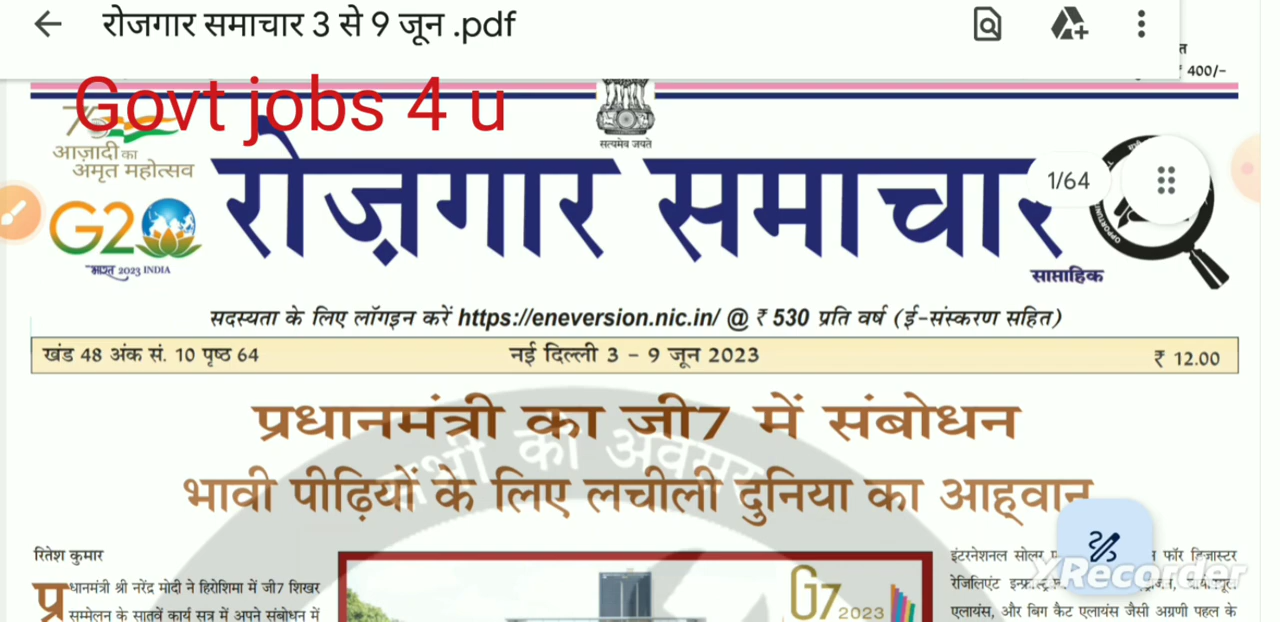 रोजगार समाचार 3 से 9 जून .pdf
400/-
Govt jobs 4 u
सत्यमेव जयते
आज़ादी का
अमृत महोत्सव
रोज़गार समाचार
1/64
G20
भारत 2023 INDIA
साप्ताहिक
सदस्यता के लिए लॉगइन करें https://eneversion.nic.in/ @ ₹ 530 प्रति वर्ष (ई-संस्करण सहित)
खंड 48 अंक सं. 10 पृष्ठ 64 नई दिल्ली 3 - 9 जून 2023 ₹ 12.00
प्रधानमंत्री का जी7 में संबोधन
भावी पीढ़ियों के लिए लचीली दुनिया का आह्वान
रितेश कुमार
प्रधानमंत्री श्री नरेंद्र मोदी ने हिरोशिमा में जी7 शिखर
सम्मेलन के सातवें कार्य सत्र में अपने संबोधन में
G7 2023
इंटरनेशनल सोलर फॉर डिज़ास्टर
रेजिलिएंट
एलायंस, और बिग कैट एलायंस जैसी अग्रणी पहल के
XRecorder